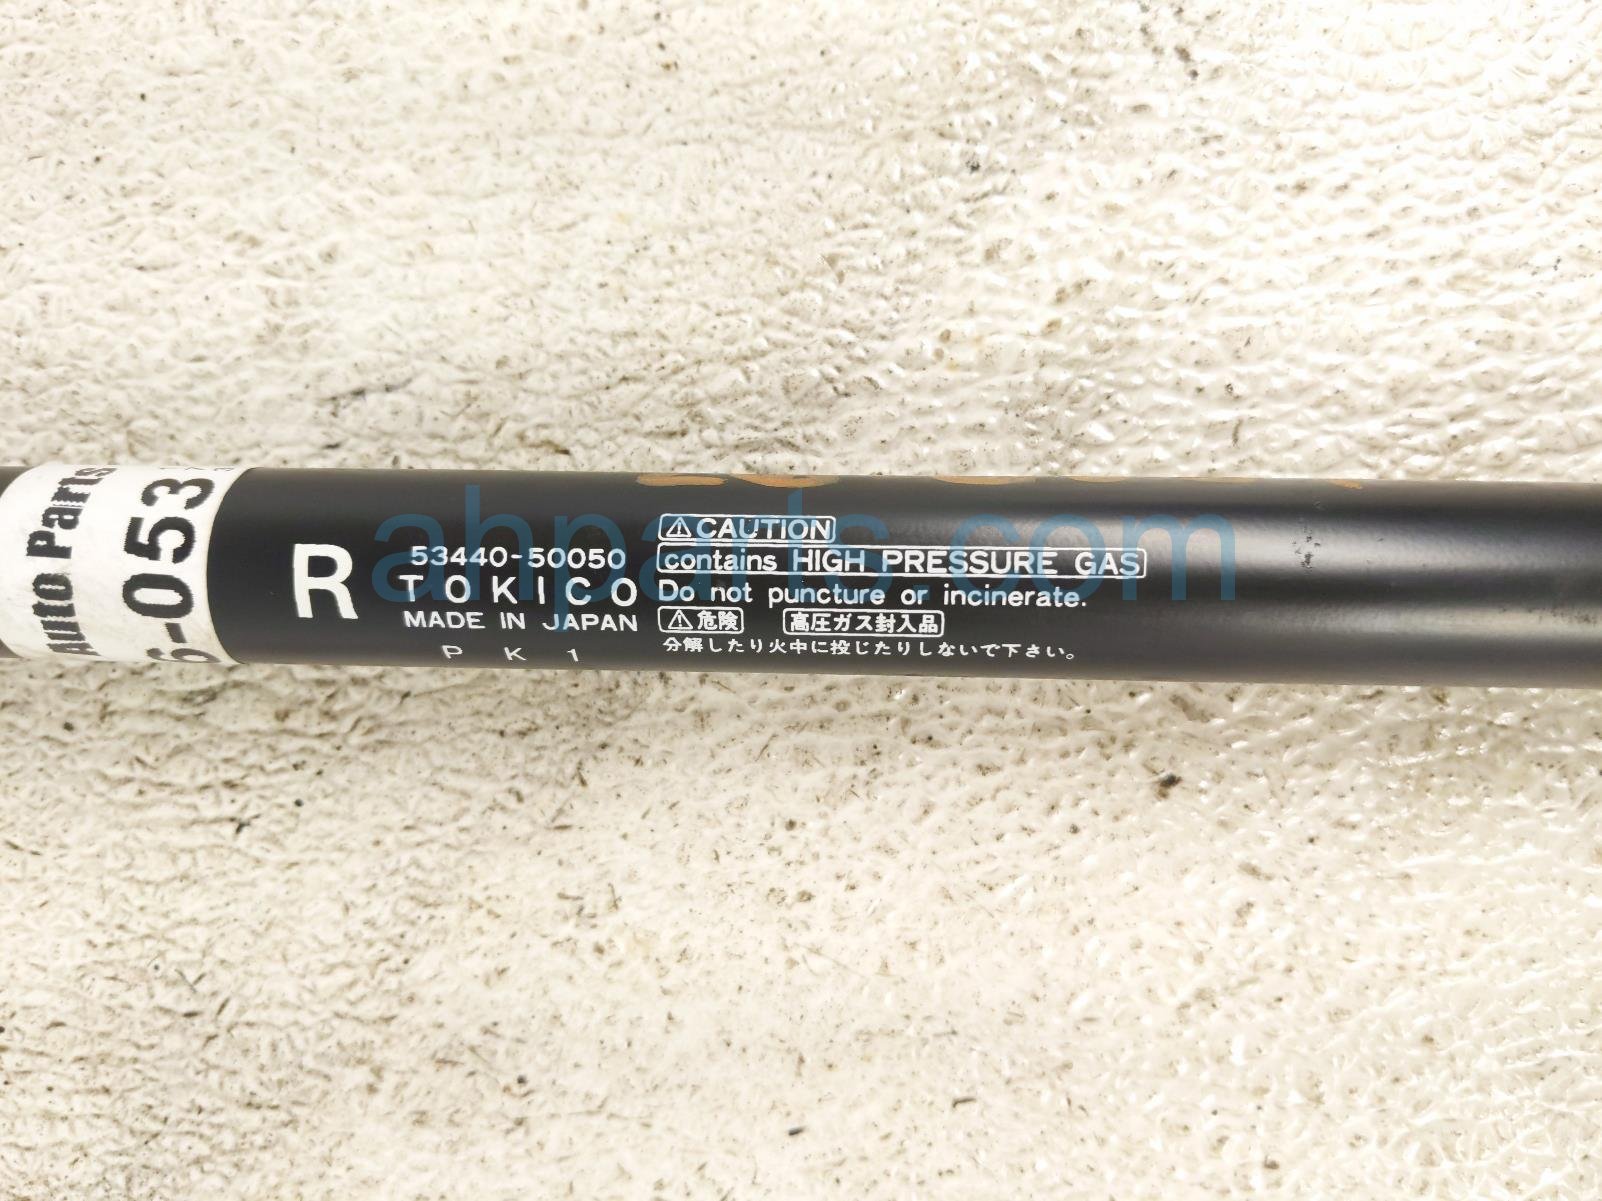 Auto Parts
6-053
R
53440-50050
TOKICO
MADE IN JAPAN
P K 1
⚠CAUTION
contains HIGH PRESSURE GAS
Do not puncture or incinerate.
⚠危険 高圧ガス封入品
分解したり火中に投じたりしないで下さい。
ahparts.com